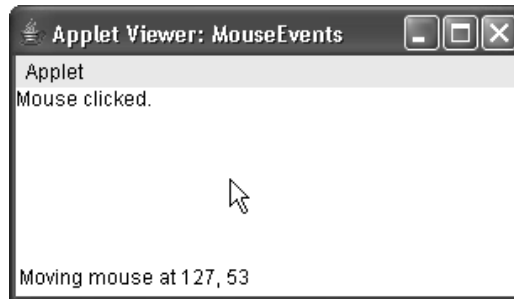 Applet Viewer: MouseEvents
Applet
Mouse clicked.
Moving mouse at 127, 53